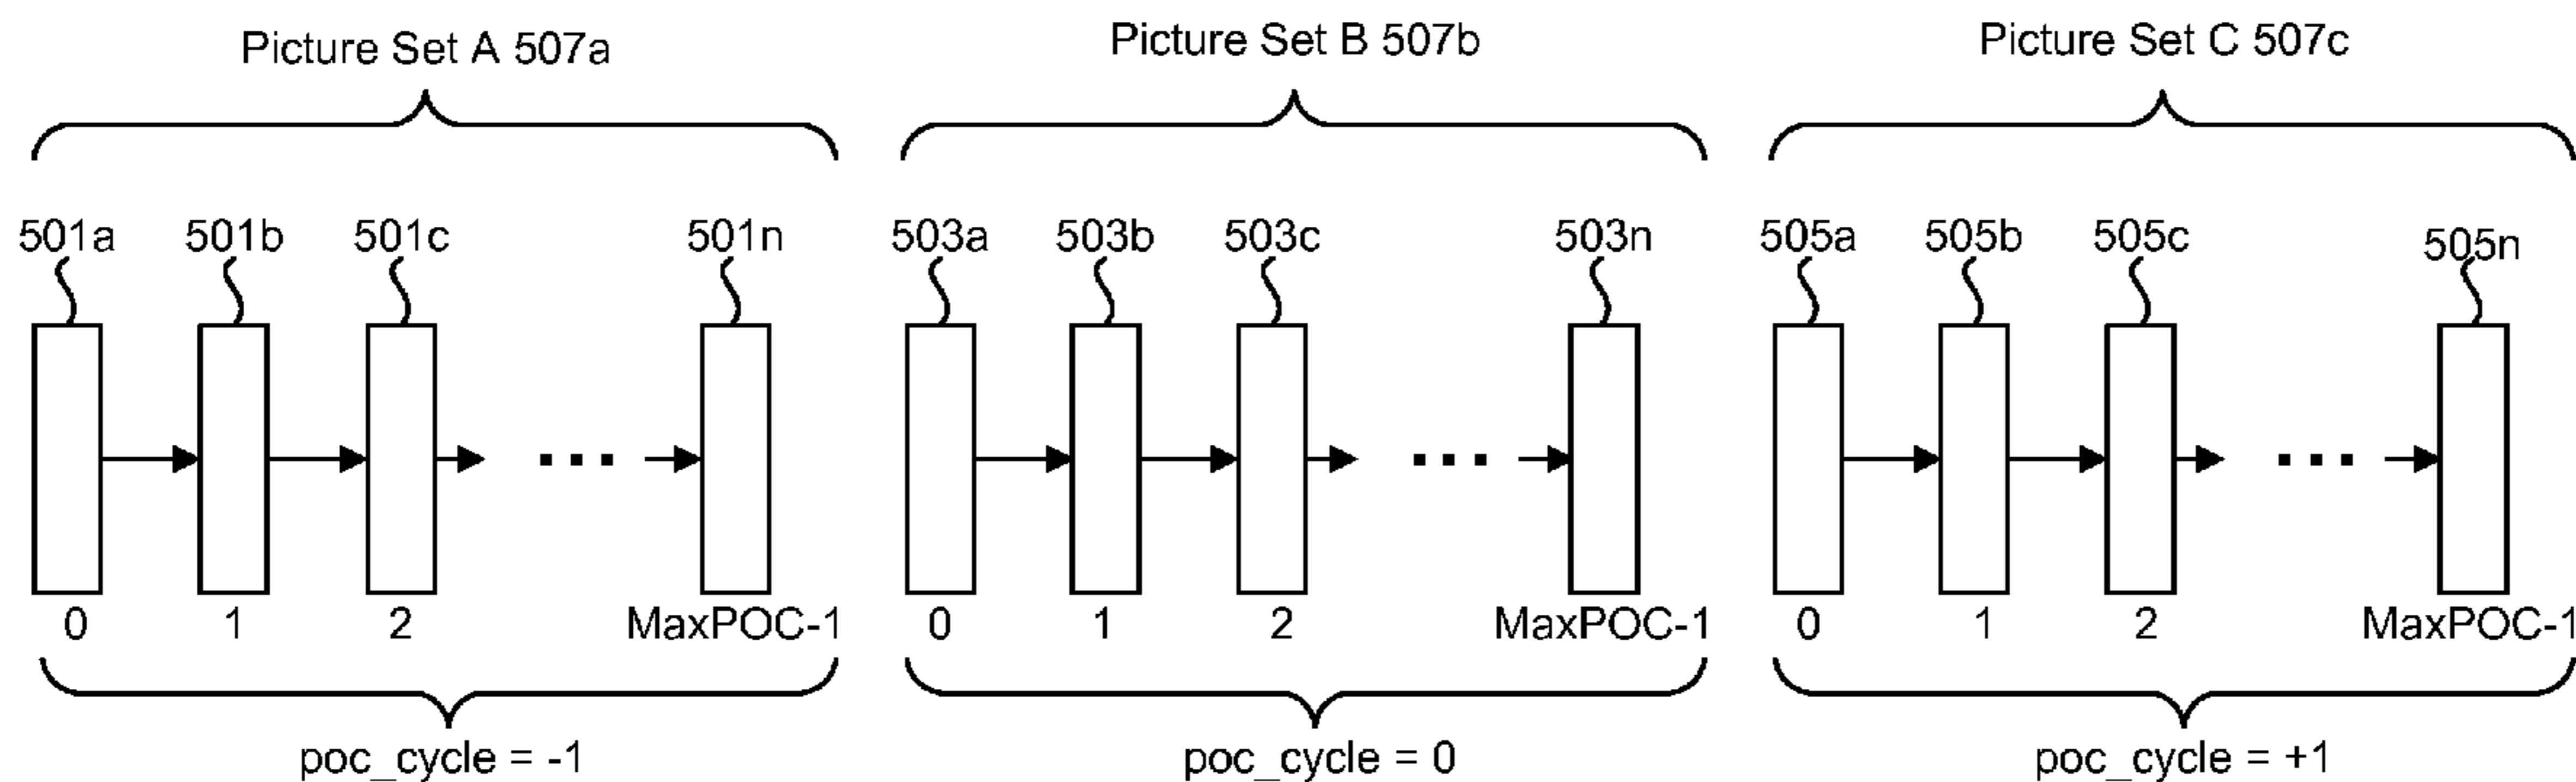 Picture Set A 507a
Picture Set B 507b
Picture Set C 507c
501a 501b 501c 501n 503a 503b 503c 503n 505a 505b 505c 505n
0 1 2 MaxPOC-1 0 1 2 MaxPOC-1 0 1 2 MaxPOC-1
poc_cycle = -1
poc_cycle = 0
poc_cycle = +1